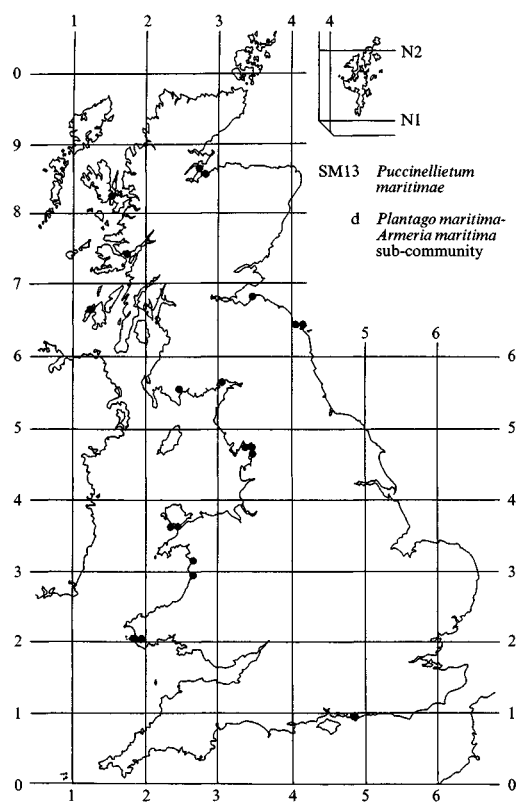 1 2 3 4 4
N2
0
N1
9
SM13 Puccinellietum
maritimae
8
d Plantago maritima-
Armeria maritima
sub-community
7
5 6
6 6
5 5
4 4
3 3
2 2
1 1
0 0
1 2 3 4 5 6